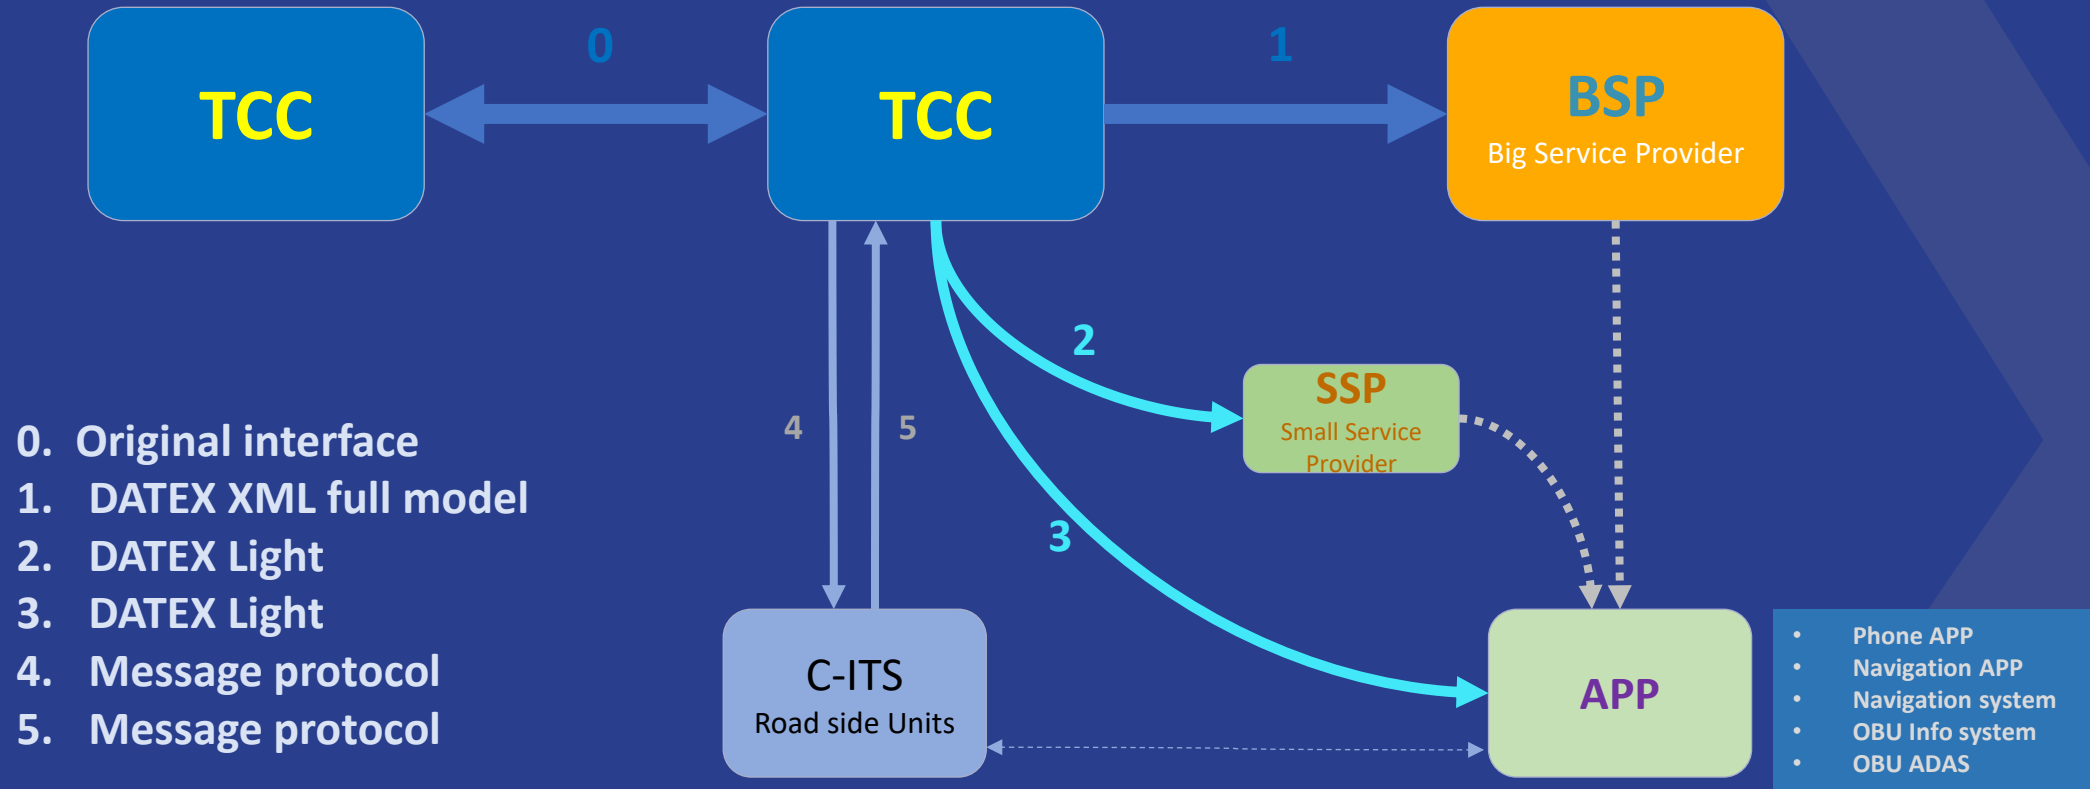 0
1
TCC
TCC
BSP
Big Service Provider
2
SSP
Small Service
Provider
4
5
3
0. Original interface
1. DATEX XML full model
2. DATEX Light
3. DATEX Light
4. Message protocol
5. Message protocol
C-ITS
Road side Units
APP
• Phone APP
• Navigation APP
• Navigation system
• OBU Info system
• OBU ADAS